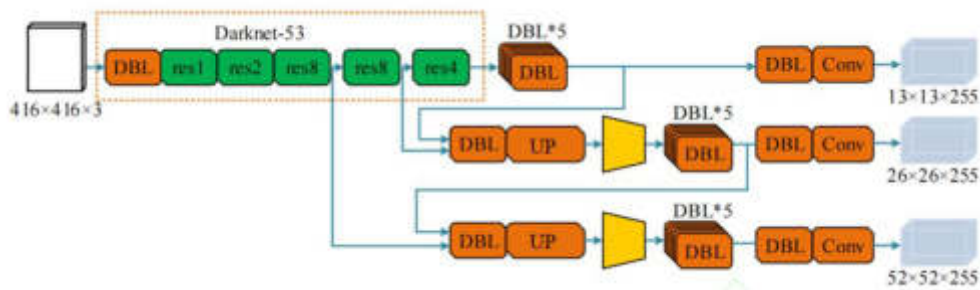 Darknet-53
DBL*5
DBL res1 res2 res8 res8 res4 DBL DBL Conv
416×416×3
13×13×255
DBL*5
DBL UP DBL DBL Conv
26×26×255
DBL*5
DBL UP DBL DBL Conv
52×52×255